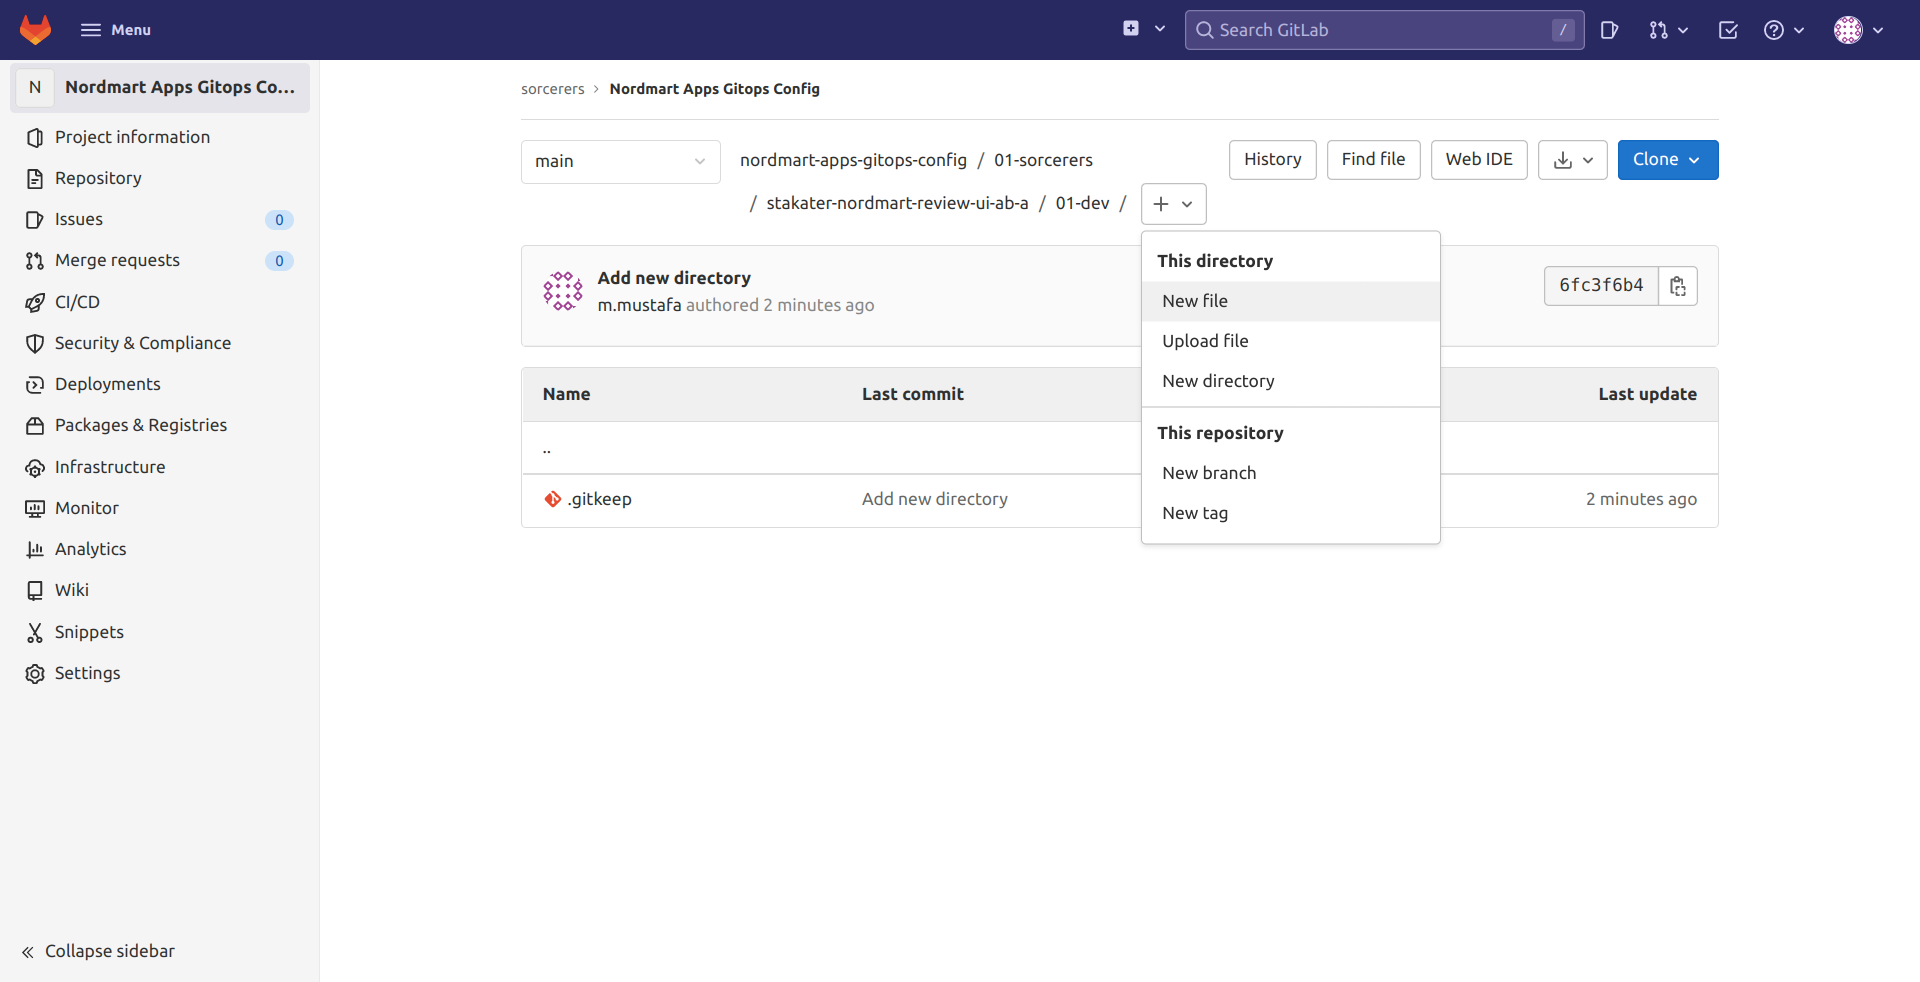 Menu
Search GitLab /
N Nordmart Apps Gitops Co...
Project information
Repository
Issues 0
Merge requests 0
CI/CD
Security & Compliance
Deployments
Packages & Registries
Infrastructure
Monitor
Analytics
Wiki
Snippets
Settings
Collapse sidebar
sorcerers › Nordmart Apps Gitops Config
main
nordmart-apps-gitops-config / 01-sorcerers
/ stakater-nordmart-review-ui-ab-a / 01-dev /
History Find file Web IDE Clone
This directory
New file
Upload file
New directory
This repository
New branch
New tag
Add new directory
m.mustafa authored 2 minutes ago
6fc3f6b4
Name Last commit Last update
..
.gitkeep Add new directory 2 minutes ago